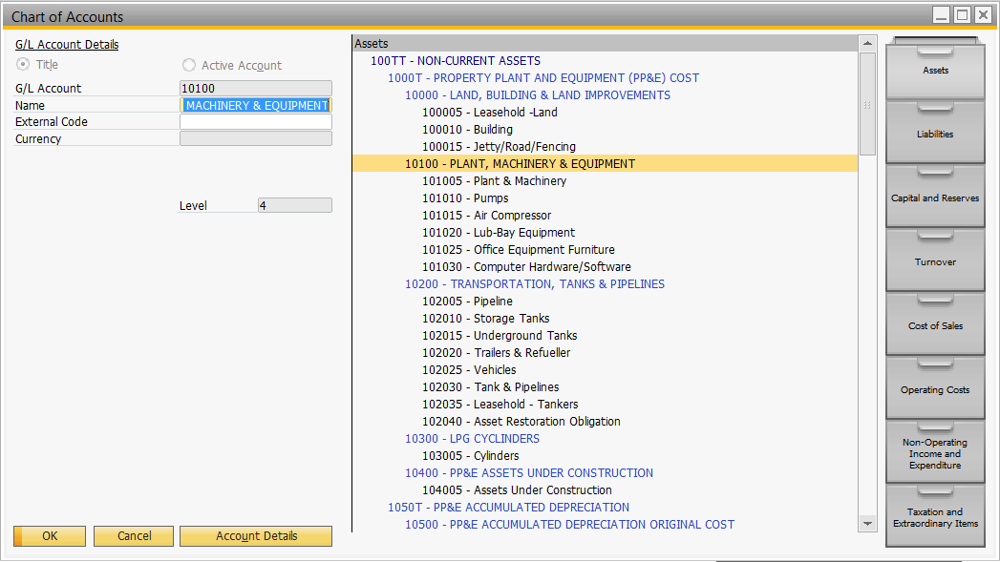 Chart of Accounts
G/L Account Details
Title
Active Account
G/L Account 10100
Name MACHINERY & EQUIPMENT
External Code
Currency
Level 4
OK
Cancel
Account Details
Assets
100TT - NON-CURRENT ASSETS
1000T - PROPERTY PLANT AND EQUIPMENT (PP&E) COST
10000 - LAND, BUILDING & LAND IMPROVEMENTS
100005 - Leasehold -Land
100010 - Building
100015 - Jetty/Road/Fencing
10100 - PLANT, MACHINERY & EQUIPMENT
101005 - Plant & Machinery
101010 - Pumps
101015 - Air Compressor
101020 - Lub-Bay Equipment
101025 - Office Equipment Furniture
101030 - Computer Hardware/Software
10200 - TRANSPORTATION, TANKS & PIPELINES
102005 - Pipeline
102010 - Storage Tanks
102015 - Underground Tanks
102020 - Trailers & Refueller
102025 - Vehicles
102030 - Tank & Pipelines
102035 - Leasehold - Tankers
102040 - Asset Restoration Obligation
10300 - LPG CYCLINDERS
103005 - Cylinders
10400 - PP&E ASSETS UNDER CONSTRUCTION
104005 - Assets Under Construction
1050T - PP&E ACCUMULATED DEPRECIATION
10500 - PP&E ACCUMULATED DEPRECIATION ORIGINAL COST
Assets
Liabilities
Capital and Reserves
Turnover
Cost of Sales
Operating Costs
Non-Operating
Income and
Expenditure
Taxation and
Extraordinary Items